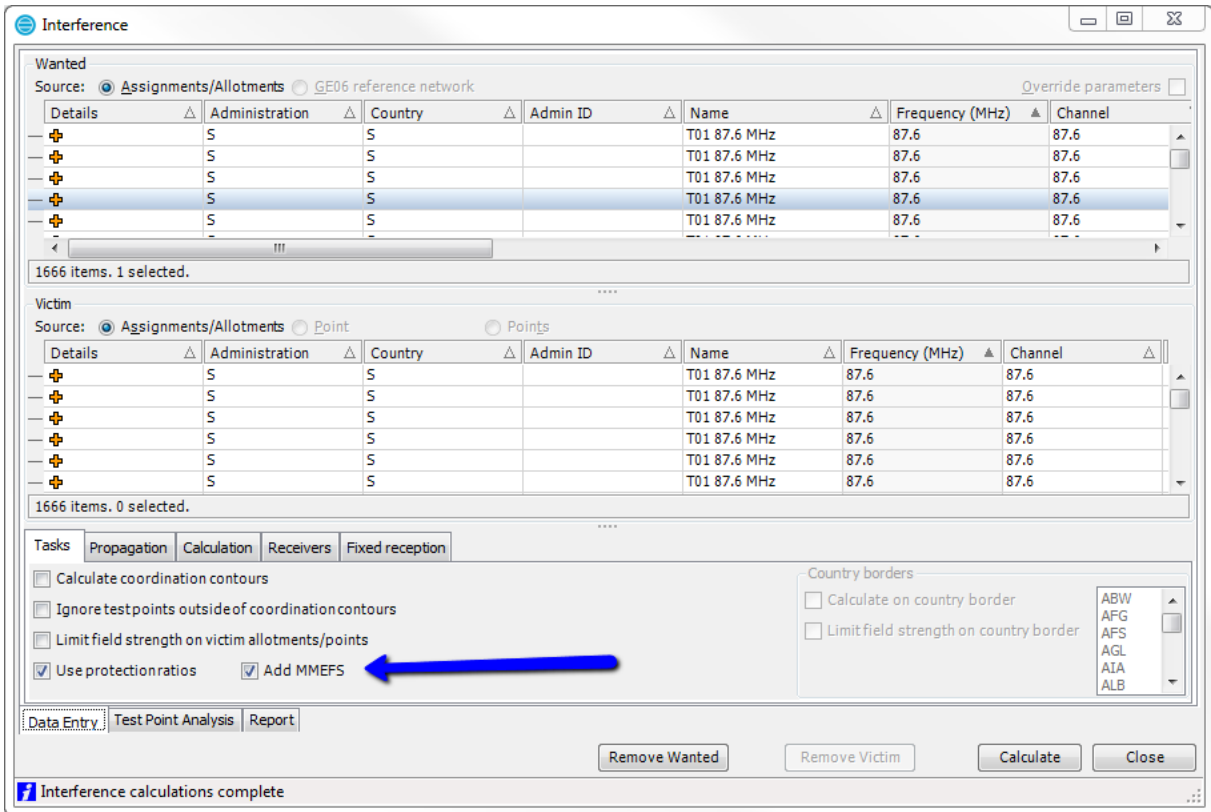 Interference
Wanted
Source: Assignments/Allotments GE06 reference network Override parameters
Details Administration Country Admin ID Name Frequency (MHz) Channel
S S T01 87.6 MHz 87.6 87.6
S S T01 87.6 MHz 87.6 87.6
S S T01 87.6 MHz 87.6 87.6
S S T01 87.6 MHz 87.6 87.6
S S T01 87.6 MHz 87.6 87.6
1666 items. 1 selected.
Victim
Source: Assignments/Allotments Point Points
Details Administration Country Admin ID Name Frequency (MHz) Channel
S S T01 87.6 MHz 87.6 87.6
S S T01 87.6 MHz 87.6 87.6
S S T01 87.6 MHz 87.6 87.6
S S T01 87.6 MHz 87.6 87.6
S S T01 87.6 MHz 87.6 87.6
S S T01 87.6 MHz 87.6 87.6
1666 items. 0 selected.
Tasks Propagation Calculation Receivers Fixed reception
Calculate coordination contours
Ignore testpoints outside of coordination contours
Limit field strength on victim allotments/points
Use protection ratios Add MMEFS
Country borders
Calculate on country border
Limit field strength on country border
ABW
AFG
AFS
AGL
AIA
ALB
Data Entry Test Point Analysis Report
Remove Wanted Remove Victim Calculate Close
Interference calculations complete